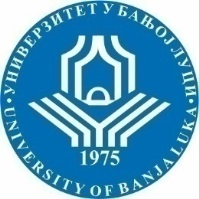 УНИВЕРЗИТЕТ У БАЊОЈ ЛУЦИ
1975
UNIVERSITY OF BANJA LUKA